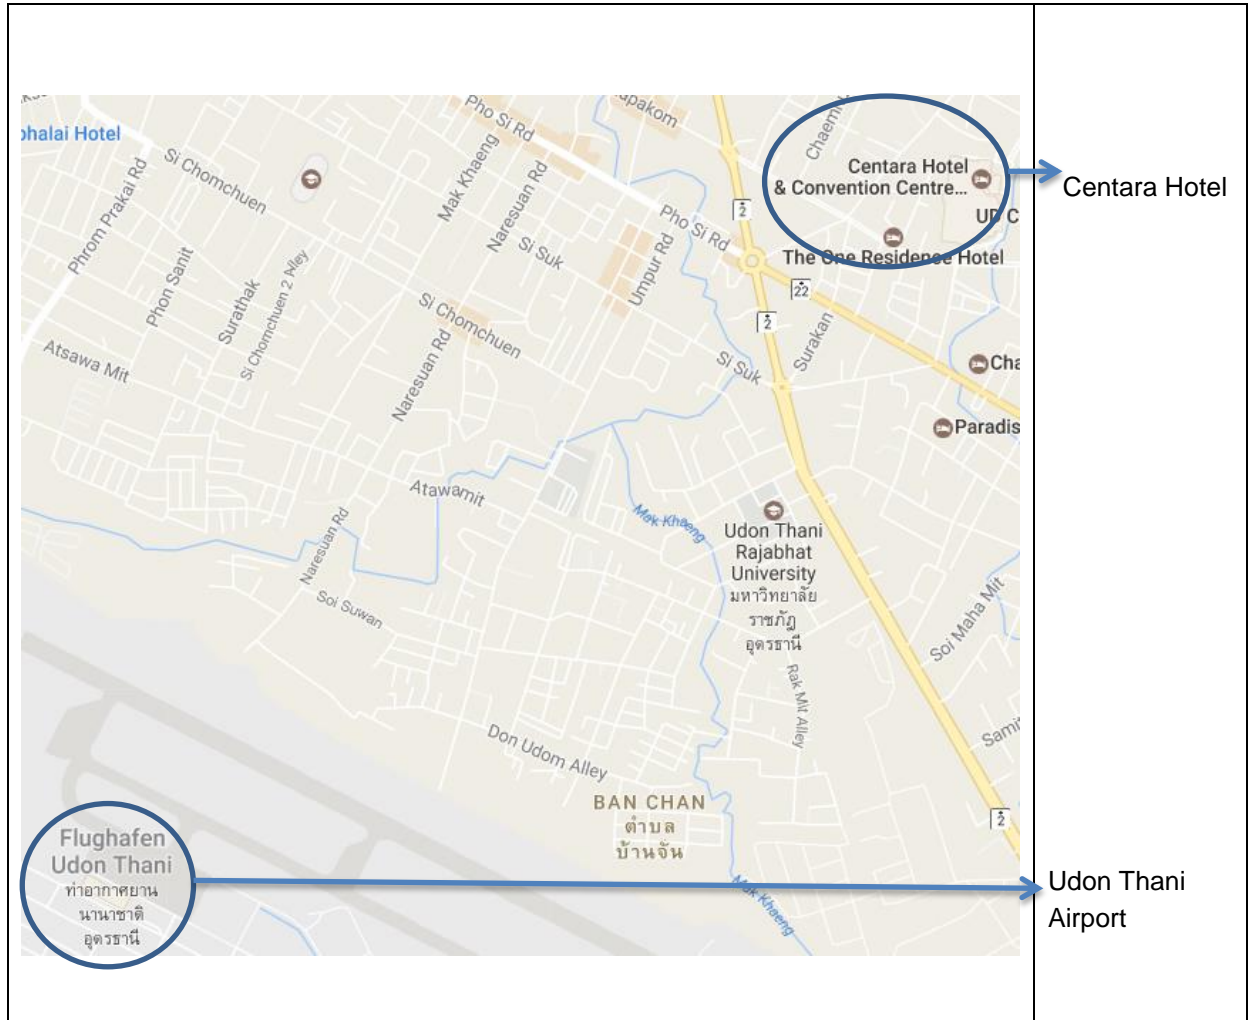 ohalai Hotel
Pho Si Rd
apakom
Chaemn
Si Chomchuen
Mak Khaeng
Naresuan Rd
Centara Hotel
& Convention Centre...
Centara Hotel
Phrom Prakai Rd
2
UD C
Pho Si Rd
Si Suk
Umpur Rd
The One Residence Hotel
Phon Sanit
Surathak
Si Chomchuen 2 Alley
22
Si Chomchuen
2
Surakan
Atsawa Mit
Naresuan Rd
Si Suk
Cha
Paradis
Atawamit
Mak Khaeng
Naresuan Rd
Udon Thani
Rajabhat
University
มหาวิทยาลัย
ราชภัฏ
อุดรธานี
Soi Suwan
Soi Maha Mit
Rak Mit Alley
Samit
Don Udom Alley
BAN CHAN
ตำบล
บ้านจัน
2
Flughafen
Udon Thani
ท่าอากาศยาน
นานาชาติ
อุดรธานี
Mak Khaeng
Udon Thani
Airport